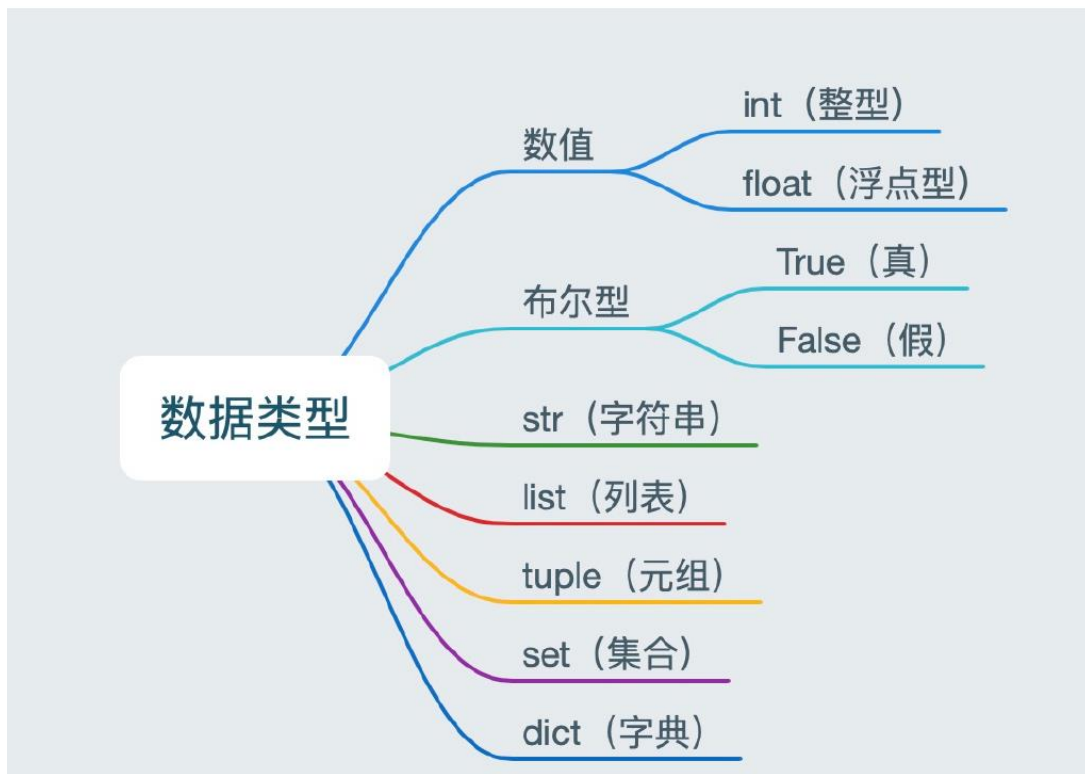 数据类型
数值
int（整型）
float（浮点型）
布尔型
True（真）
False（假）
str（字符串）
list（列表）
tuple（元组）
set（集合）
dict（字典）